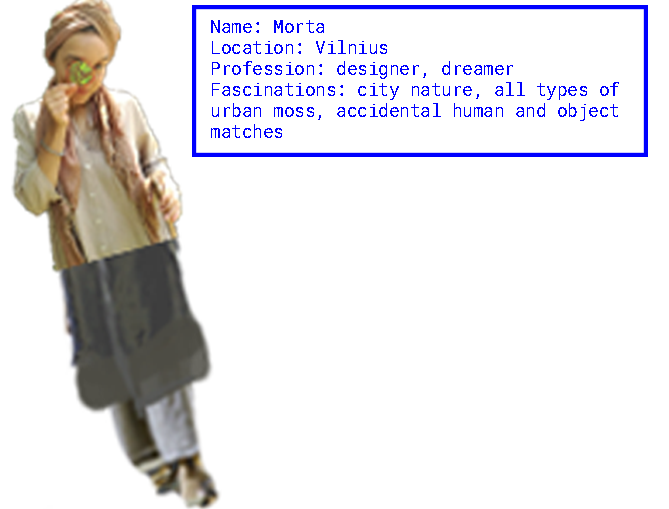 Name: Morta
Location: Vilnius
Profession: designer, dreamer
Fascinations: city nature, all types of
urban moss, accidental human and object
matches